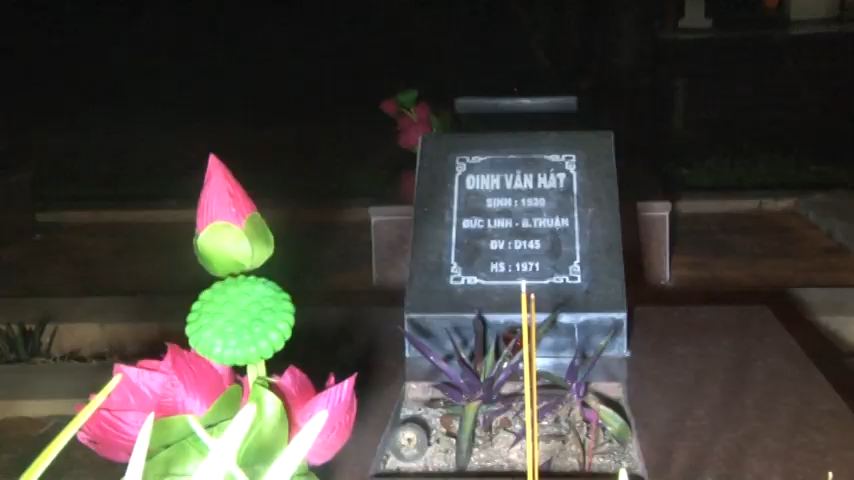 ĐINH VĂN HÁT
SINH : 1930
ĐỨC LINH - B.THUẬN
ĐV : D145
HS : 1971